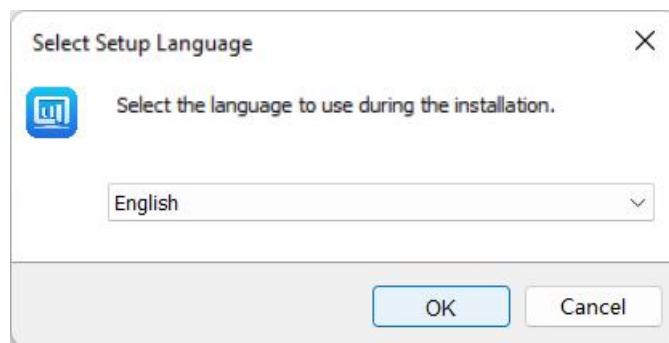 Select Setup Language
Select the language to use during the installation.
English
OK
Cancel